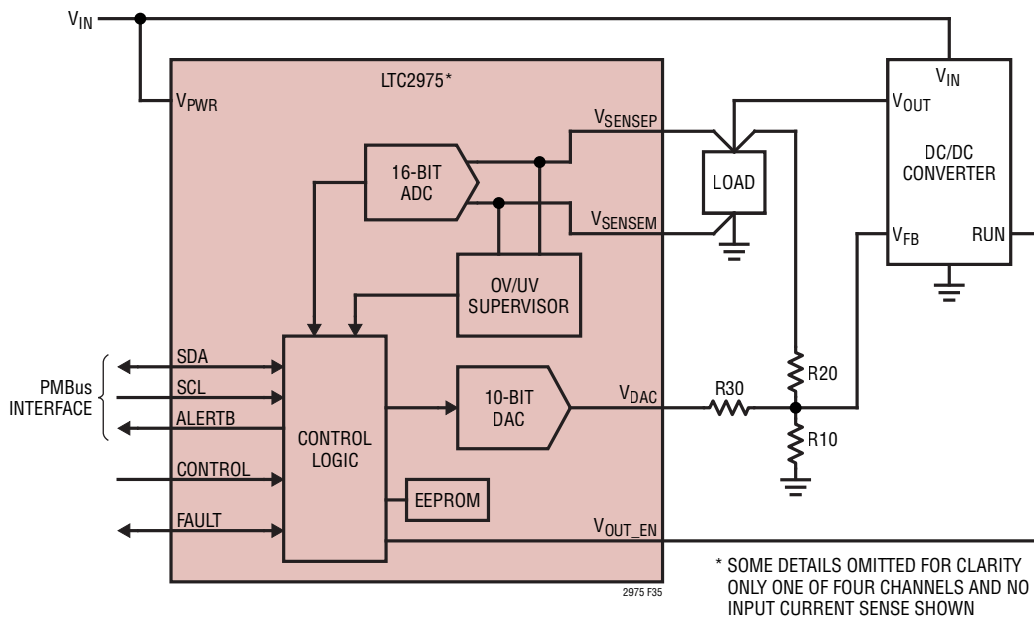 VIN
LTC2975*
VPWR
VSENSEP
16-BIT
ADC
VSENSEM
OV/UV
SUPERVISOR
LOAD
VIN
VOUT
DC/DC
CONVERTER
VFB
RUN
PMBus
INTERFACE
SDA
SCL
ALERTB
CONTROL
FAULT
CONTROL
LOGIC
10-BIT
DAC
VDAC
EEPROM
VOUT_EN
R30
R20
R10
2975 F35
* SOME DETAILS OMITTED FOR CLARITY
ONLY ONE OF FOUR CHANNELS AND NO
INPUT CURRENT SENSE SHOWN